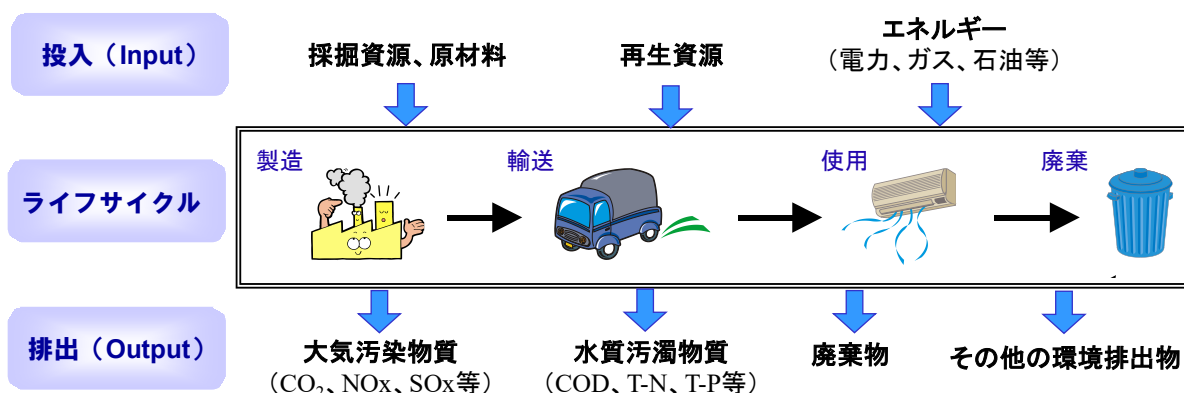 投入（Input）
採掘資源、原材料
再生資源
エネルギー
（電力、ガス、石油等）
ライフサイクル
製造
輸送
使用
廃棄
排出（Output）
大気汚染物質
（CO₂、NOx、SOx等）
水質汚濁物質
（COD、T-N、T-P等）
廃棄物
その他の環境排出物